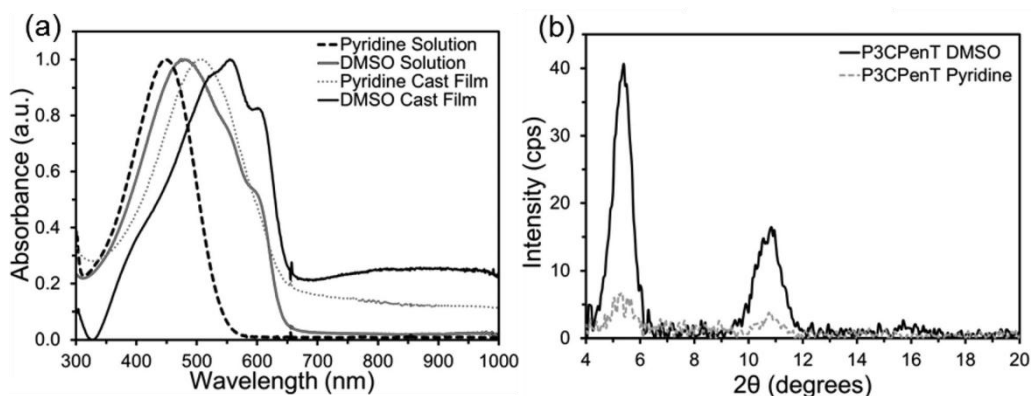 (a)
Pyridine Solution
DMSO Solution
Pyridine Cast Film
DMSO Cast Film
Absorbance (a.u.)
1.0
0.8
0.6
0.4
0.2
0.0
300 400 500 600 700 800 900 1000
Wavelength (nm)
(b)
P3CPenT DMSO
P3CPenT Pyridine
Intensity (cps)
40
30
20
10
0
4 6 8 10 12 14 16 18 20
2θ (degrees)